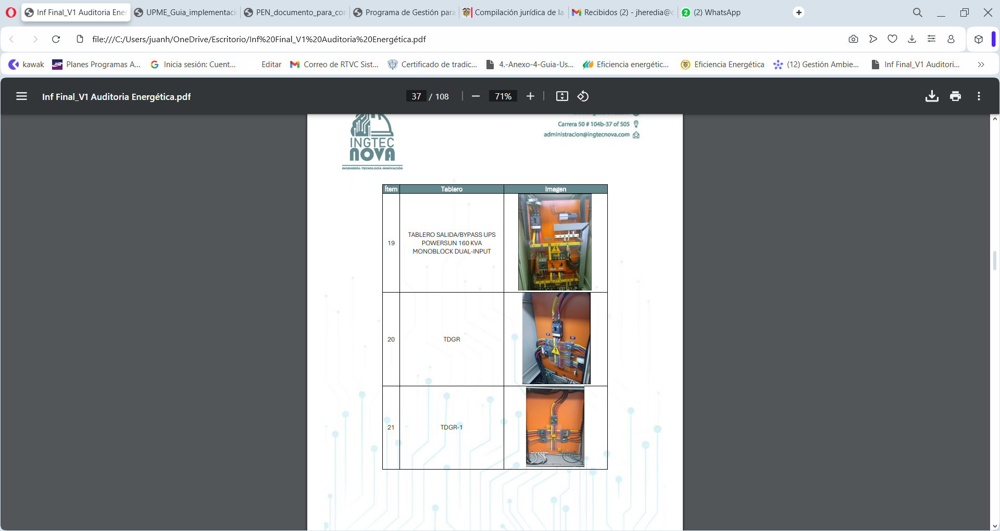 Inf Final_V1 Auditoria Ener
UPME_Guia_implementaci
PEN_documento_para_con
Programa de Gestión para
Compilación jurídica de la
Recibidos (2) - jheredia@c
(2) WhatsApp
file:///C:/Users/juanh/OneDrive/Escritorio/Inf%20Final_V1%20Auditoria%20Energética.pdf
kawak
Planes Programas A...
Inicia sesión: Cuent...
Editar
Correo de RTVC Sist...
Certificado de tradic...
4.-Anexo-4-Guia-Us...
Eficiencia energétic...
Eficiencia Energética
(12) Gestión Ambie...
Inf Final_V1 Auditori...
Inf Final_V1 Auditoria Energética.pdf
37 / 108
71%
Carrera 50 # 104b-37 of 505
administracion@ingtecnova.com
INGTEC
NOVA
INGENIERÍA-TECNOLOGÍA-INNOVACIÓN
Ítem Tablero Imagen
19
TABLERO SALIDA/BYPASS UPS
POWERSUN 160 KVA
MONOBLOCK DUAL-INPUT
20 TDGR
21 TDGR-1